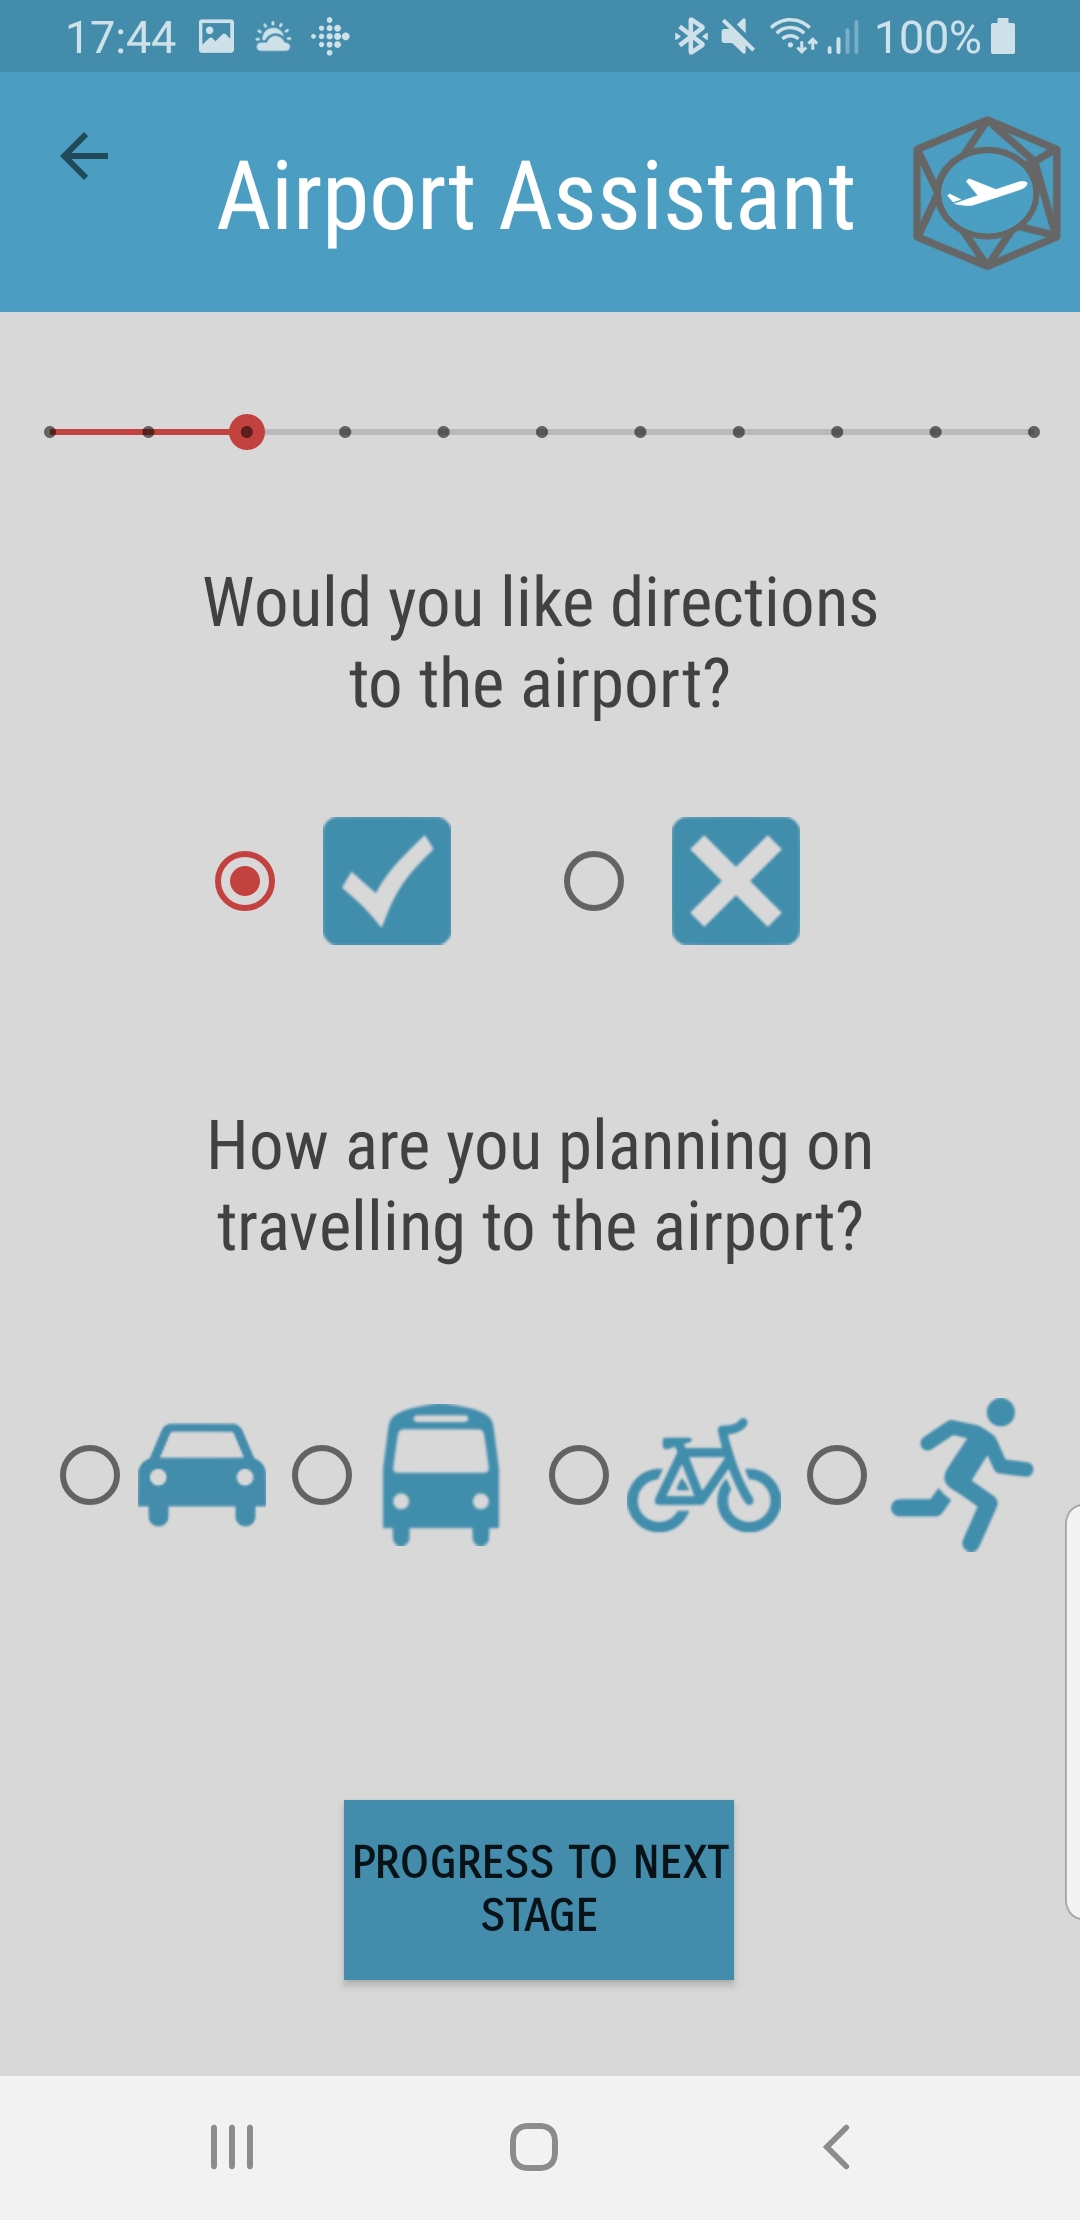 17:44 100%
Airport Assistant
Would you like directions
to the airport?
How are you planning on
travelling to the airport?
PROGRESS TO NEXT
STAGE